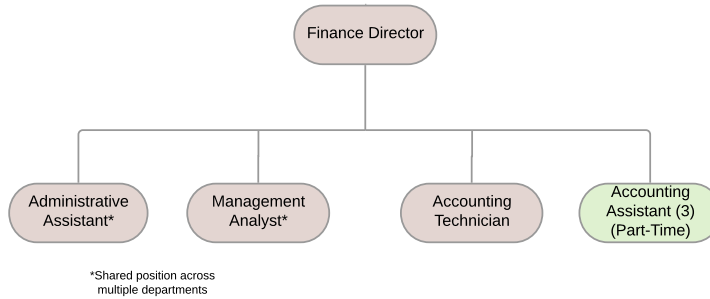 Finance Director
Administrative
Assistant*
Management
Analyst*
Accounting
Technician
Accounting
Assistant (3)
(Part-Time)
*Shared position across
multiple departments